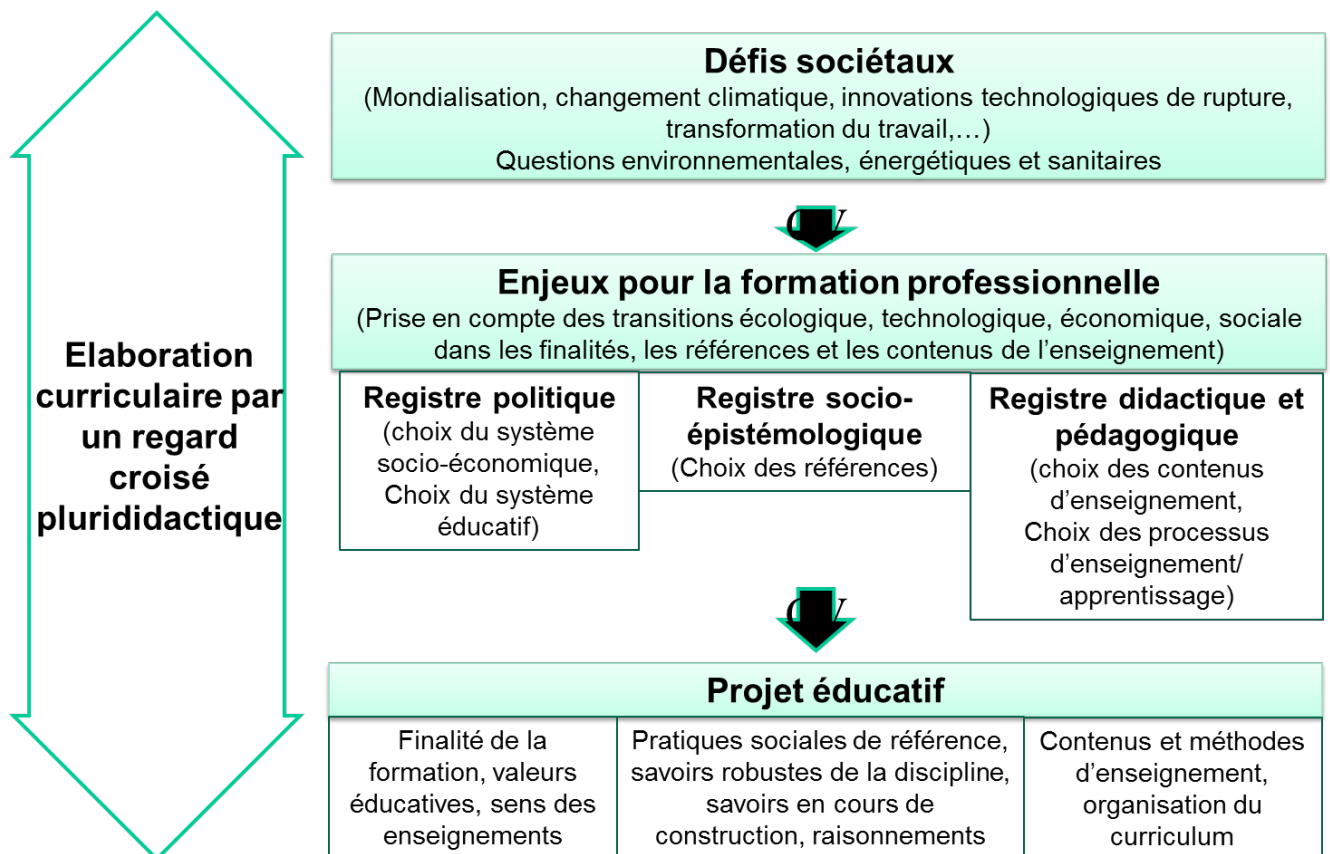 Défis sociétaux
(Mondialisation, changement climatique, innovations technologiques de rupture,
transformation du travail,…)
Questions environnementales, énergétiques et sanitaires
Enjeux pour la formation professionnelle
(Prise en compte des transitions écologique, technologique, économique, sociale
dans les finalités, les références et les contenus de l’enseignement)
Elaboration
curriculaire par
un regard
croisé
plurididactique
Registre politique
(choix du système
socio-économique,
Choix du système
éducatif)
Registre socio-
épistémologique
(Choix des références)
Registre didactique et
pédagogique
(choix des contenus
d’enseignement,
Choix des processus
d’enseignement/
apprentissage)
Projet éducatif
Finalité de la
formation, valeurs
éducatives, sens des
enseignements
Pratiques sociales de référence,
savoirs robustes de la discipline,
savoirs en cours de
construction, raisonnements
Contenus et méthodes
d’enseignement,
organisation du
curriculum